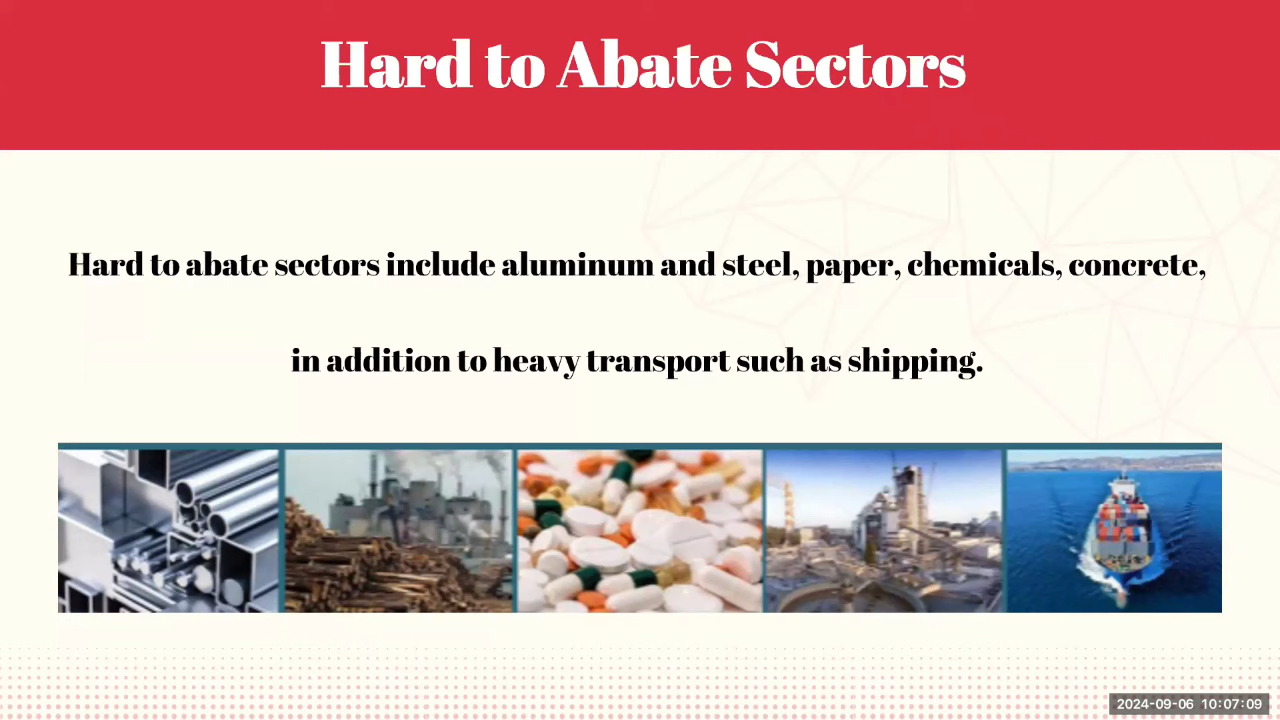 Hard to Abate Sectors
Hard to abate sectors include aluminum and steel, paper, chemicals, concrete,
in addition to heavy transport such as shipping.
2024-09-06 10:07:09